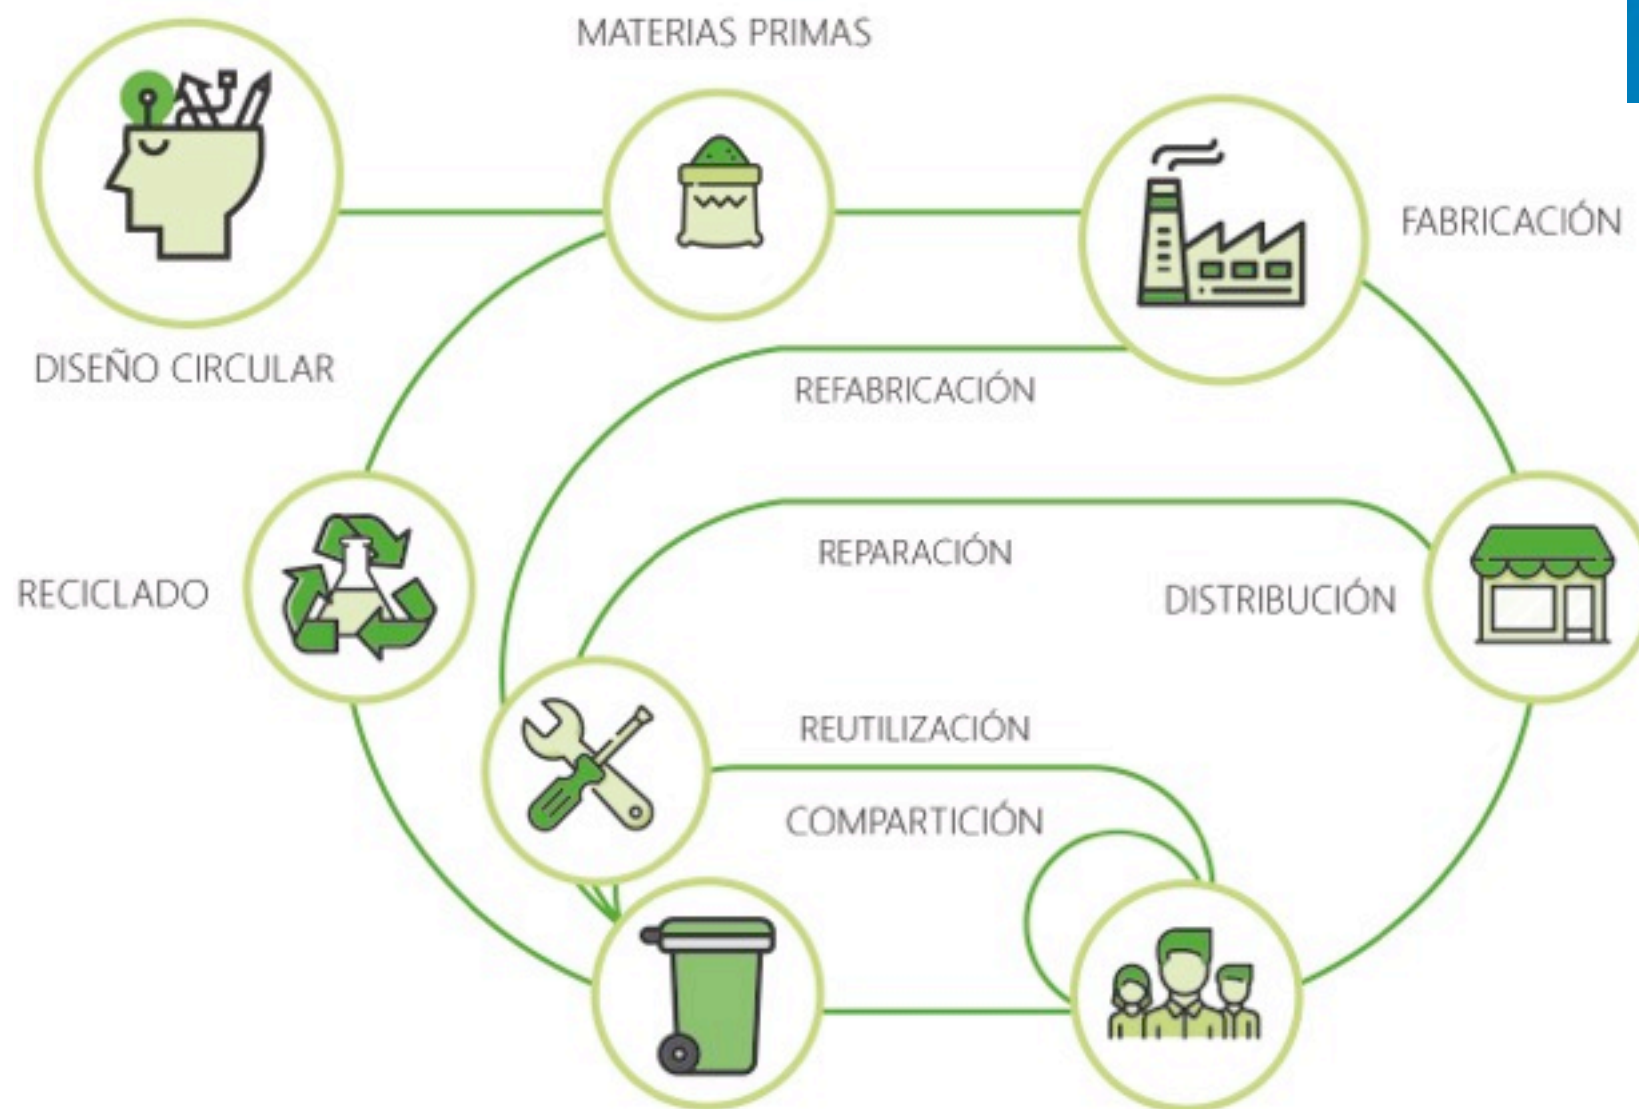 MATERIAS PRIMAS
FABRICACIÓN
DISEÑO CIRCULAR
REFABRICACIÓN
REPARACIÓN
RECICLADO
DISTRIBUCIÓN
REUTILIZACIÓN
COMPARTICIÓN